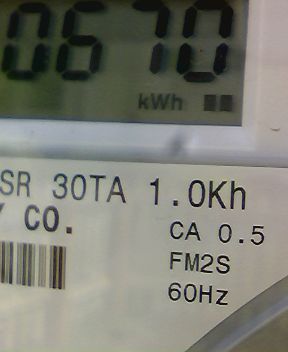 0670
kWh
SR 30TA 1.0Kh
Y CO.
CA 0.5
FM2S
60Hz